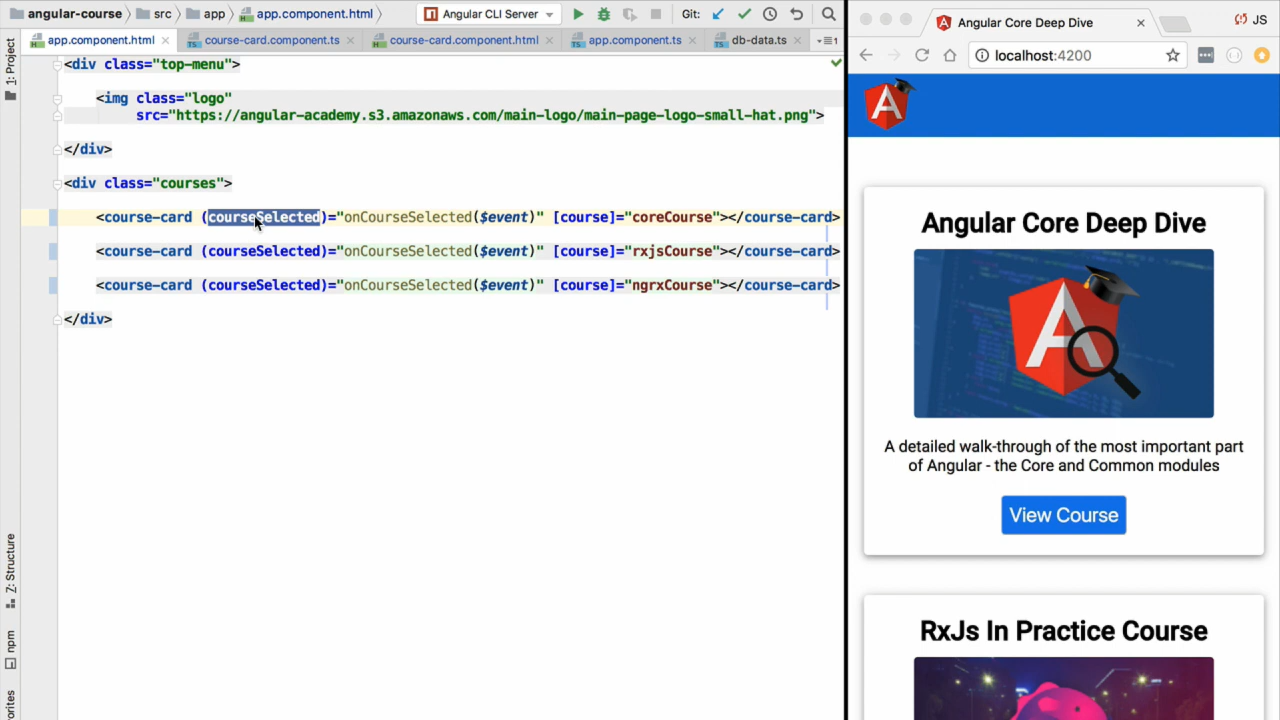 angular-course src app app.component.html Angular CLI Server Git:
app.component.html course-card.component.ts course-card.component.html app.component.ts db-data.ts 1
1: Project
Z: Structure
npm
<div class="top-menu">
<img class="logo"
src="https://angular-academy.s3.amazonaws.com/main-logo/main-page-logo-small-hat.png">
</div>
<div class="courses">
<course-card (courseSelected)="onCourseSelected($event)" [course]="coreCourse"></course-card>
<course-card (courseSelected)="onCourseSelected($event)" [course]="rxjsCourse"></course-card>
<course-card (courseSelected)="onCourseSelected($event)" [course]="ngrxCourse"></course-card>
</div>
Angular Core Deep Dive JS
localhost:4200
Angular Core Deep Dive
A detailed walk-through of the most important part
of Angular - the Core and Common modules
View Course
RxJs In Practice Course